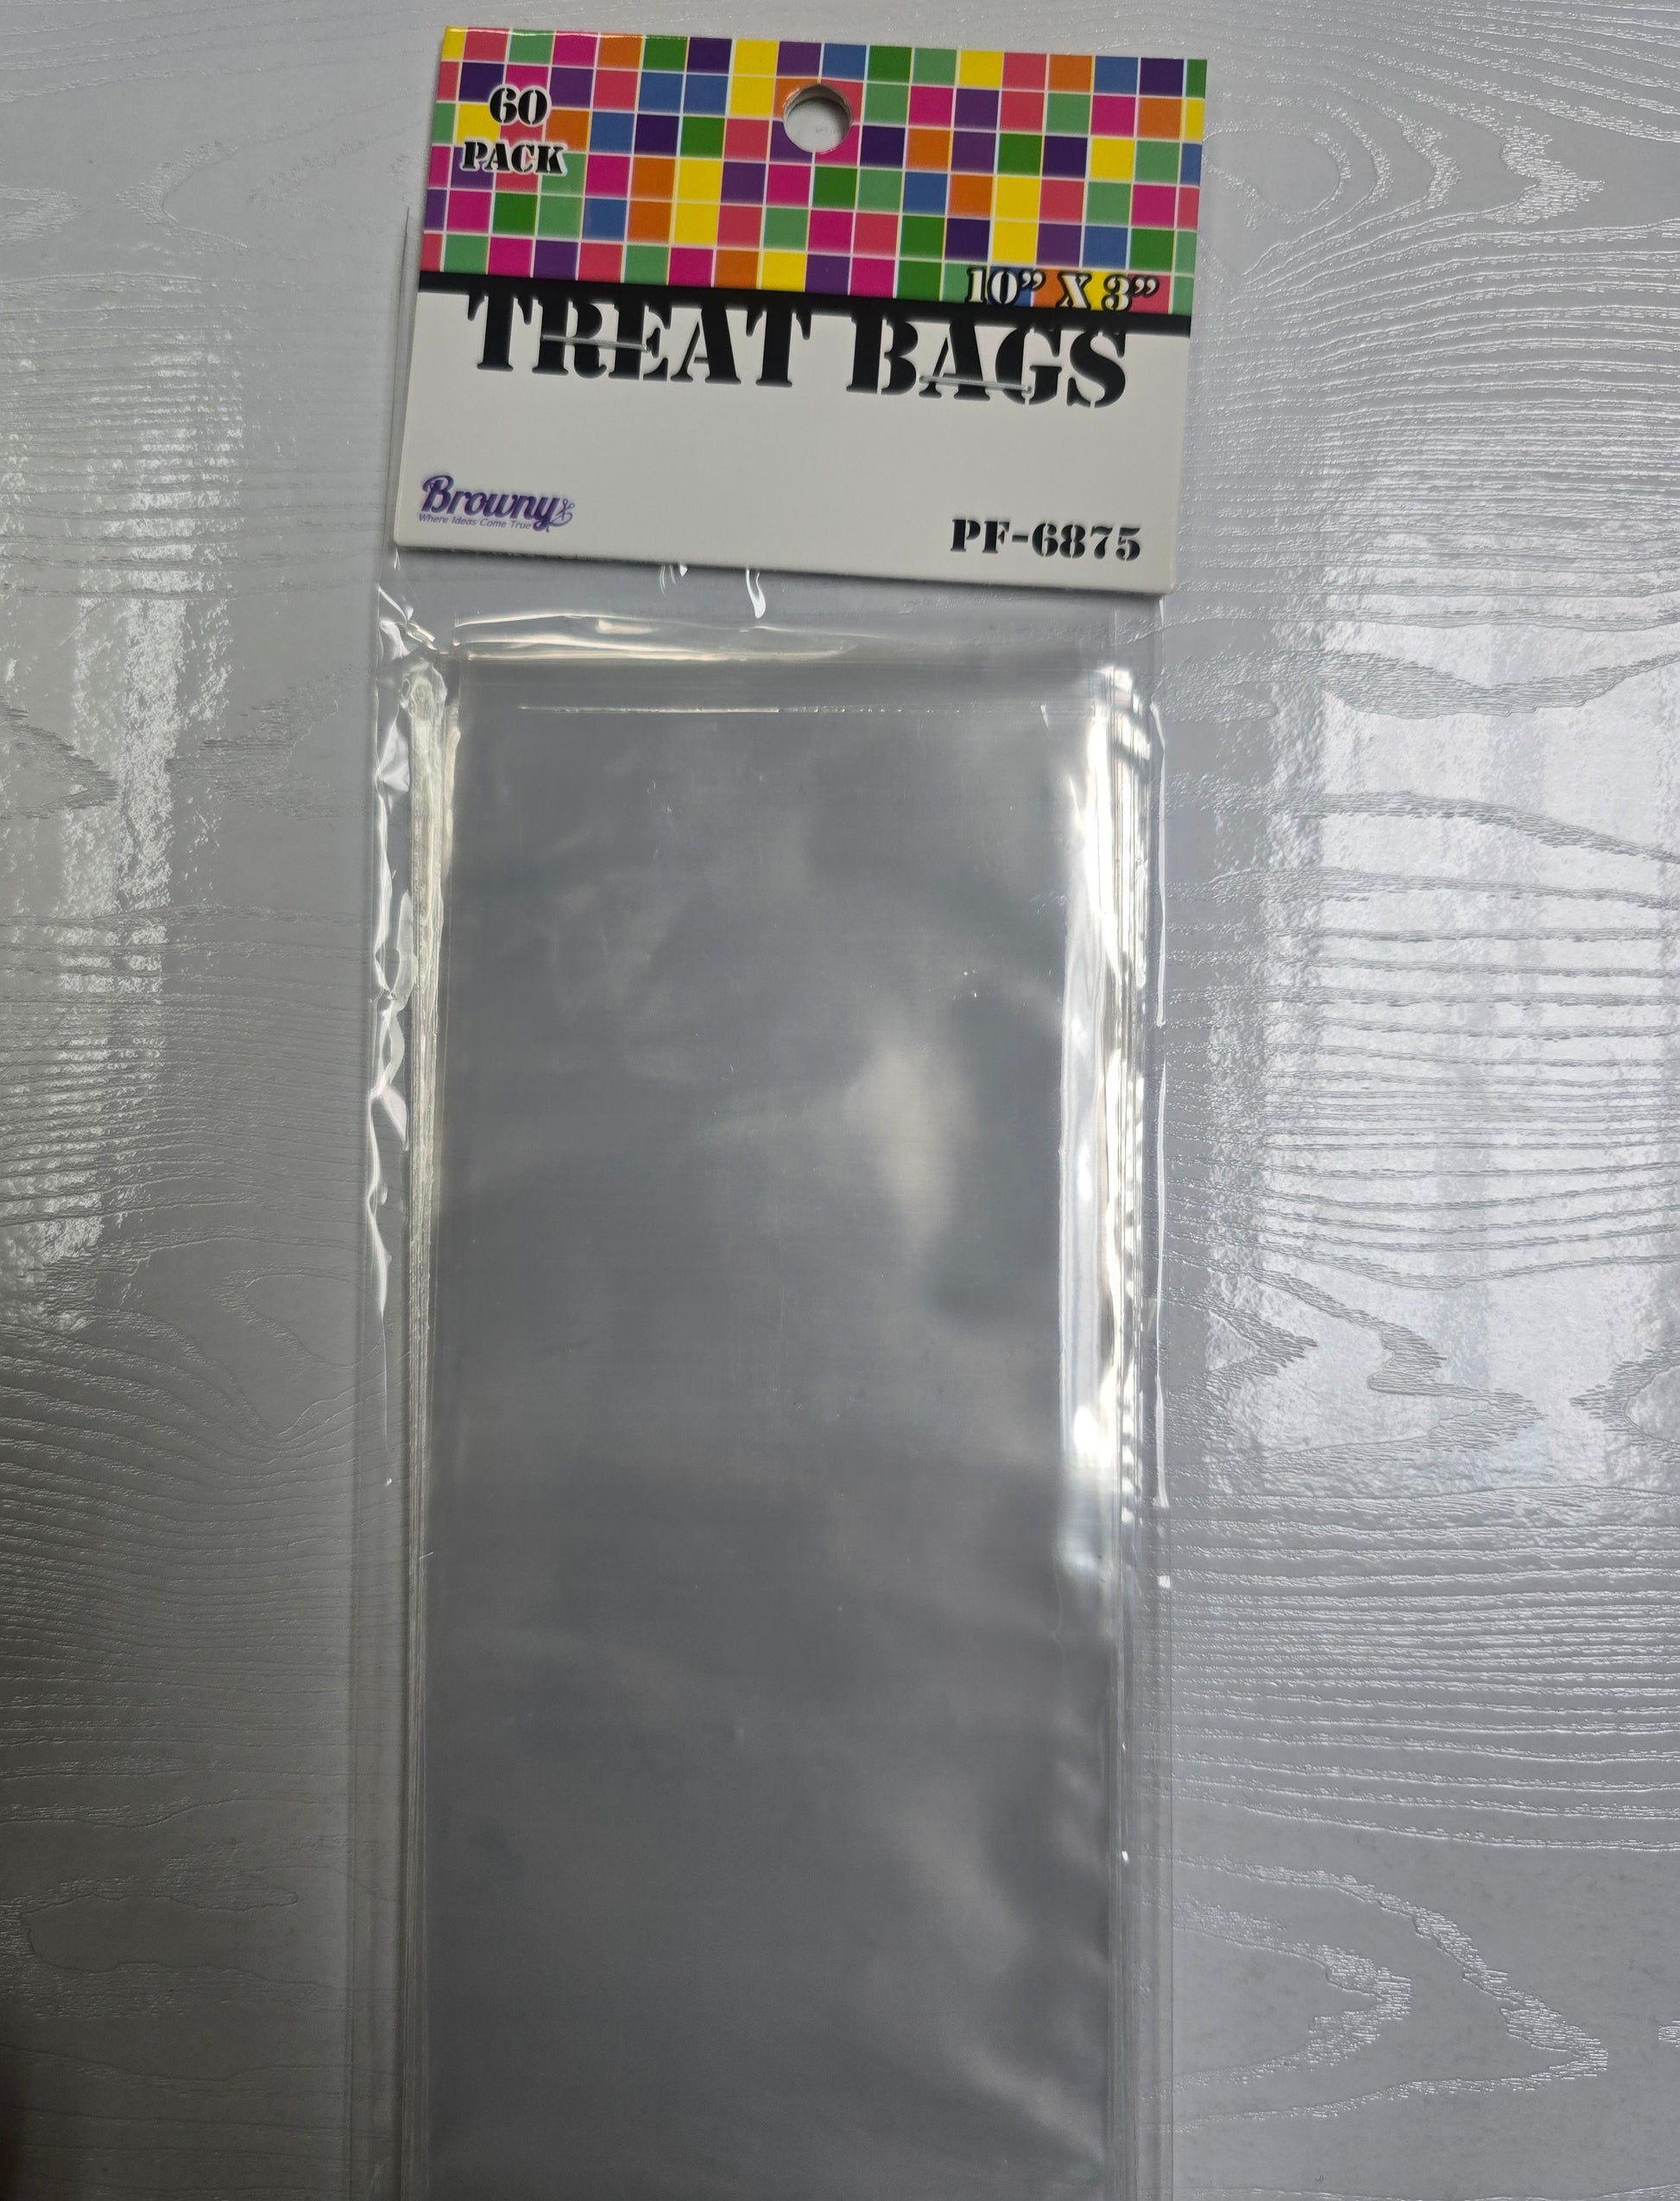 60
PACK
10” X 3”
TREAT BAGS
Browny
Where Ideas Come True
PF-6875